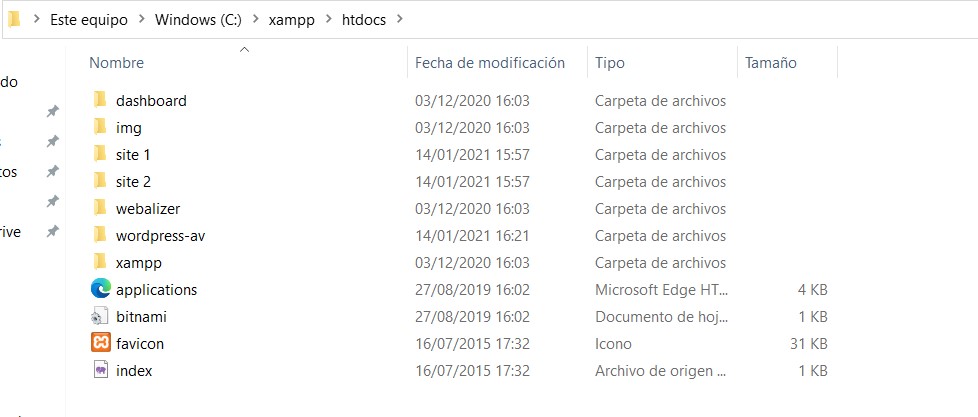 Este equipo > Windows (C:) > xampp > htdocs >
Nombre Fecha de modificación Tipo Tamaño
do
dashboard 03/12/2020 16:03 Carpeta de archivos
img 03/12/2020 16:03 Carpeta de archivos
site 1 14/01/2021 15:57 Carpeta de archivos
tos
site 2 14/01/2021 15:57 Carpeta de archivos
webalizer 03/12/2020 16:03 Carpeta de archivos
rive
wordpress-av 14/01/2021 16:21 Carpeta de archivos
xampp 03/12/2020 16:03 Carpeta de archivos
applications 27/08/2019 16:02 Microsoft Edge HT... 4 KB
bitnami 27/08/2019 16:02 Documento de hoj... 1 KB
favicon 16/07/2015 17:32 Icono 31 KB
index 16/07/2015 17:32 Archivo de origen ... 1 KB